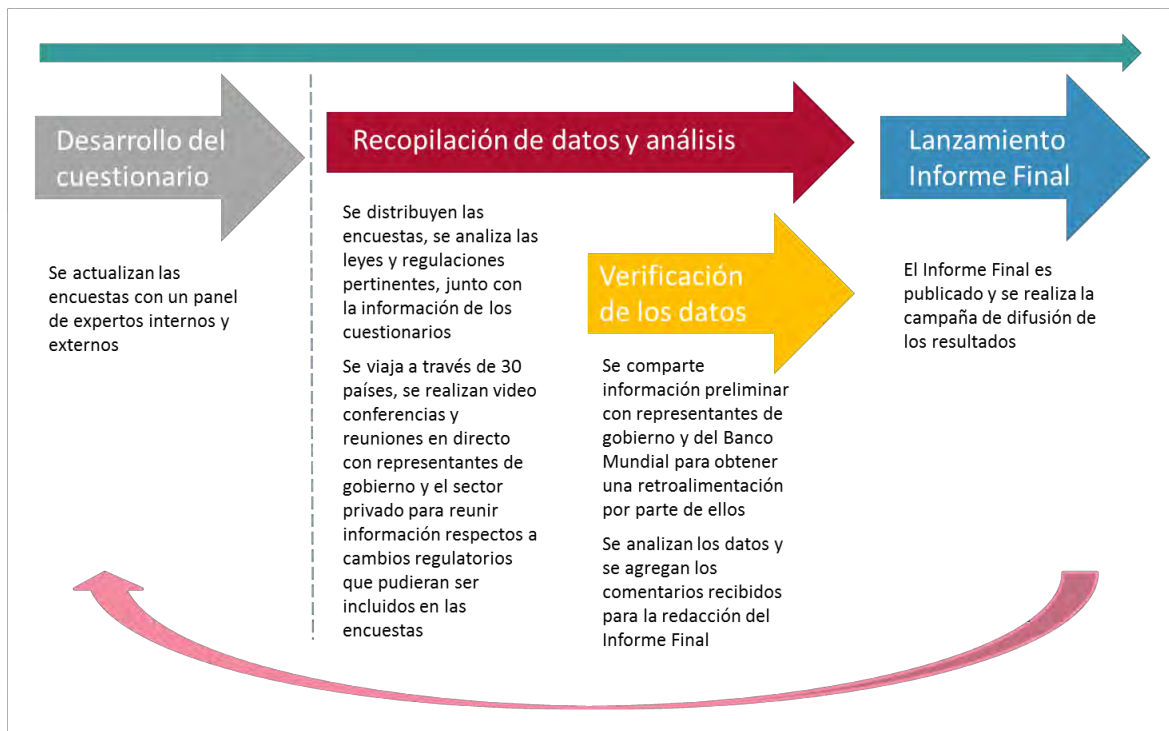 Desarrollo del
cuestionario
Se actualizan las
encuestas con un panel
de expertos internos y
externos
Recopilación de datos y análisis
Se distribuyen las
encuestas, se analiza las
leyes y regulaciones
pertinentes, junto con
la información de los
cuestionarios
Se viaja a través de 30
países, se realizan video
conferencias y
reuniones en directo
con representantes de
gobierno y el sector
privado para reunir
información respectos a
cambios regulatorios
que pudieran ser
incluidos en las
encuestas
Verificación
de los datos
Se comparte
información preliminar
con representantes de
gobierno y del Banco
Mundial para obtener
una retroalimentación
por parte de ellos
Se analizan los datos y
se agregan los
comentarios recibidos
para la redacción del
Informe Final
Lanzamiento
Informe Final
El Informe Final es
publicado y se realiza la
campaña de difusión de
los resultados